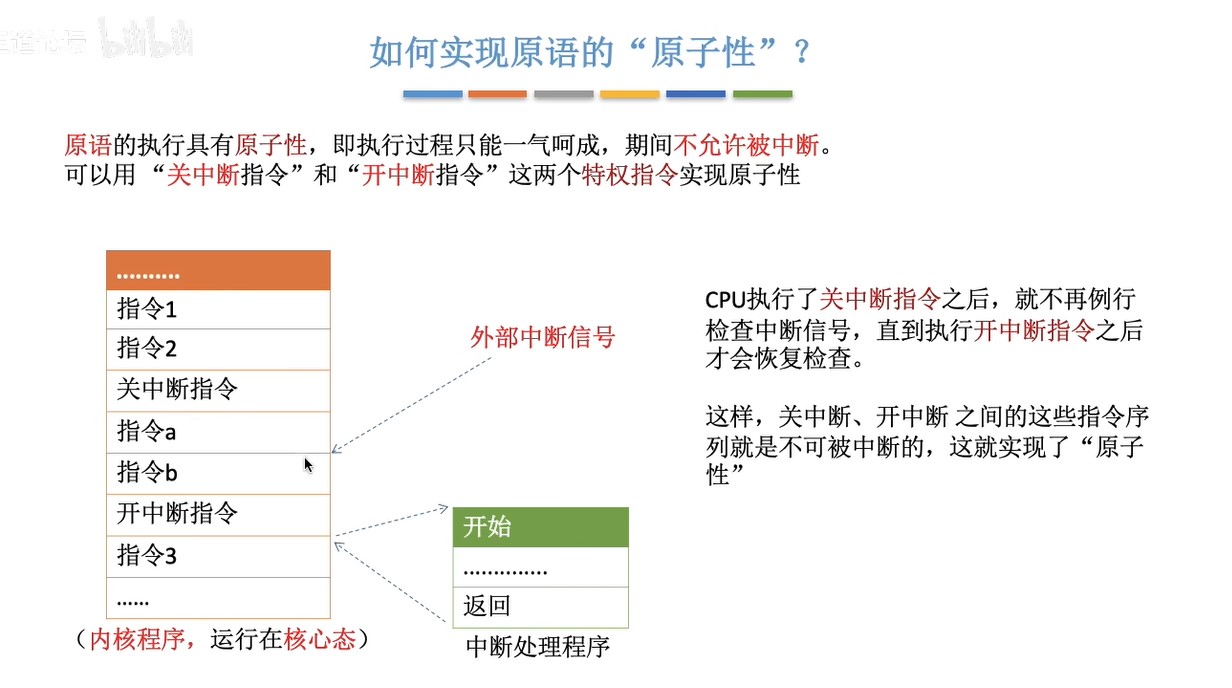 bilibili
如何实现原语的“原子性”？
原语的执行具有原子性，即执行过程只能一气呵成，期间不允许被中断。
可以用 “关中断指令”和“开中断指令”这两个特权指令实现原子性
..........
指令1
指令2
关中断指令
指令a
指令b
开中断指令
指令3
......
（内核程序，运行在核心态）
外部中断信号
开始
..............
返回
中断处理程序
CPU执行了关中断指令之后，就不再例行
检查中断信号，直到执行开中断指令之后
才会恢复检查。
这样，关中断、开中断 之间的这些指令序
列就是不可被中断的，这就实现了“原子
性”